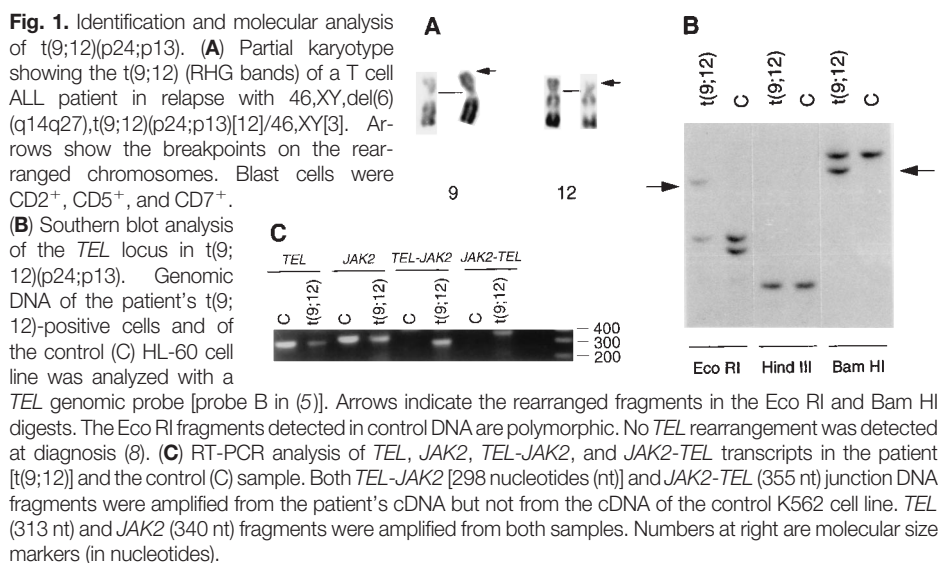 Fig. 1. Identification and molecular analysis
of t(9;12)(p24;p13). (A) Partial karyotype
showing the t(9;12) (RHG bands) of a T cell
ALL patient in relapse with 46,XY,del(6)
(q14q27),t(9;12)(p24;p13)[12]/46,XY[3]. Ar-
rows show the breakpoints on the rear-
ranged chromosomes. Blast cells were
CD2+, CD5+, and CD7+.
(B) Southern blot analysis
of the TEL locus in t(9;
12)(p24;p13). Genomic
DNA of the patient's t(9;
12)-positive cells and of
the control (C) HL-60 cell
line was analyzed with a
TEL genomic probe [probe B in (5)]. Arrows indicate the rearranged fragments in the Eco RI and Bam HI
digests. The Eco RI fragments detected in control DNA are polymorphic. No TEL rearrangement was detected
at diagnosis (8). (C) RT-PCR analysis of TEL, JAK2, TEL-JAK2, and JAK2-TEL transcripts in the patient
[t(9;12)] and the control (C) sample. Both TEL-JAK2 [298 nucleotides (nt)] and JAK2-TEL (355 nt) junction DNA
fragments were amplified from the patient's cDNA but not from the cDNA of the control K562 cell line. TEL
(313 nt) and JAK2 (340 nt) fragments were amplified from both samples. Numbers at right are molecular size
markers (in nucleotides).
A
9 12
B
t(9;12) C t(9;12) C t(9;12) C
Eco RI Hind III Bam HI
C
TEL JAK2 TEL-JAK2 JAK2-TEL
C t(9;12) C t(9;12) C t(9;12) C t(9;12)
400
300
200